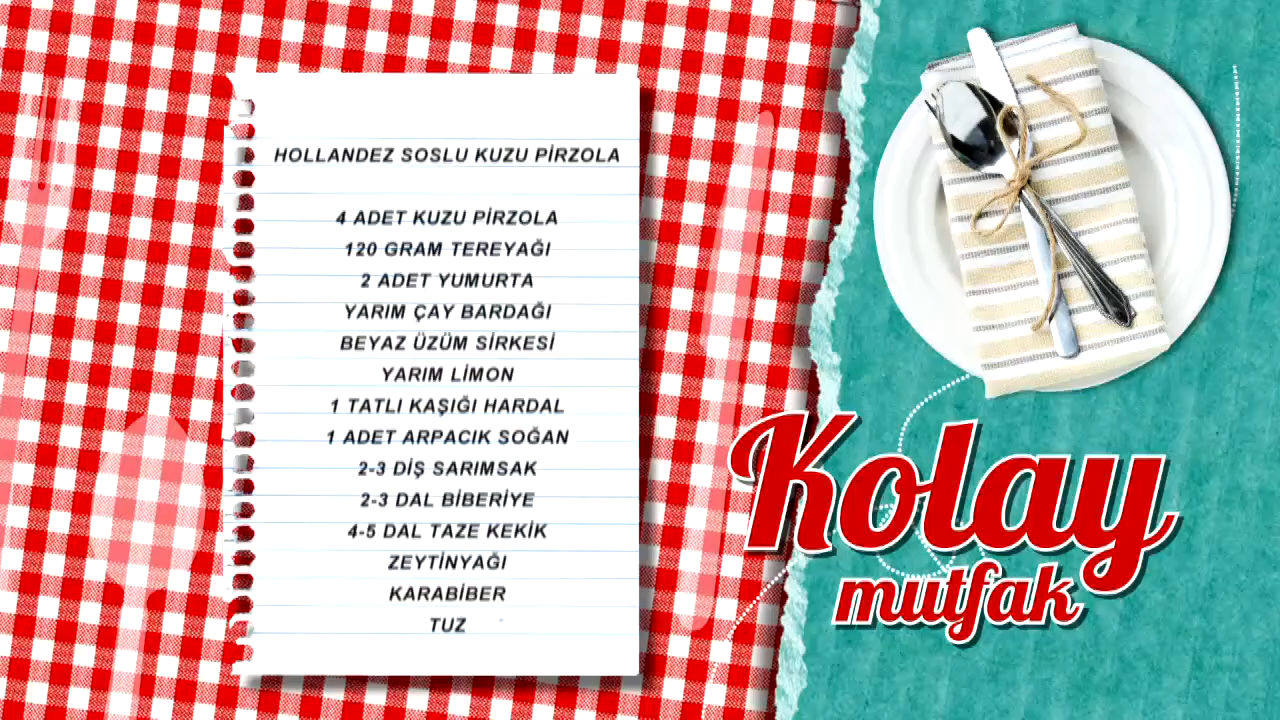 HOLLANDEZ SOSLU KUZU PİRZOLA
4 ADET KUZU PİRZOLA
120 GRAM TEREYAĞI
2 ADET YUMURTA
YARIM ÇAY BARDAĞI
BEYAZ ÜZÜM SİRKESİ
YARIM LİMON
1 TATLI KAŞIĞI HARDAL
1 ADET ARPACIK SOĞAN
2-3 DİŞ SARIMSAK
2-3 DAL BİBERİYE
4-5 DAL TAZE KEKİK
ZEYTİNYAĞI
KARABİBER
TUZ
Kolay
mutfak